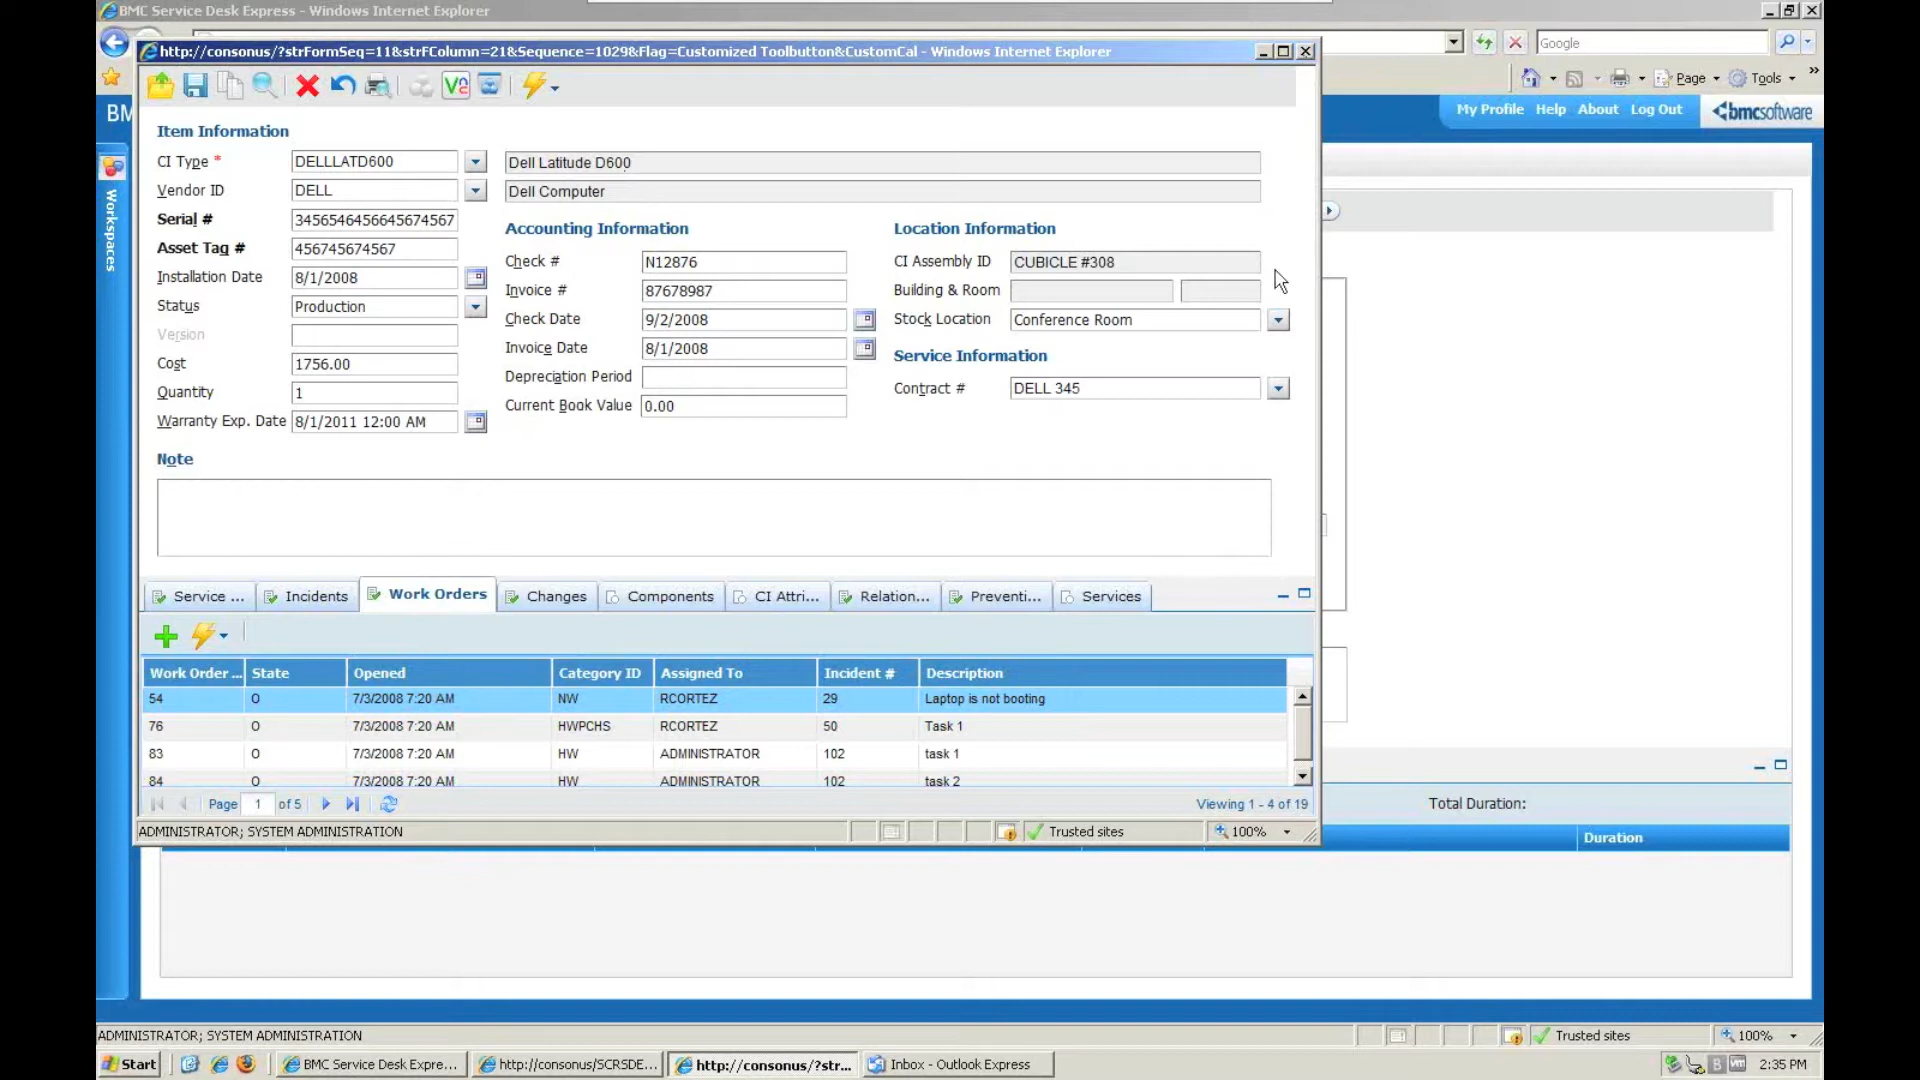 BMC Service Desk Express - Windows Internet Explorer
http://consonus/?strFormSeq=11&strFColumn=21&Sequence=1029&Flag=Customized Toolbutton&CustomCal - Windows Internet Explorer
Google
Page Tools
BM
My Profile Help About Log Out bmcsoftware
Workspaces
Item Information
CI Type * DELLLATD600 Dell Latitude D600
Vendor ID DELL Dell Computer
Serial # 3456546456645674567
Accounting Information Location Information
Asset Tag # 456745674567
Check # N12876 CI Assembly ID CUBICLE #308
Installation Date 8/1/2008
Invoice # 87678987 Building & Room
Status Production
Check Date 9/2/2008 Stock Location Conference Room
Version
Invoice Date 8/1/2008 Service Information
Cost 1756.00
Depreciation Period
Contract # DELL 345
Quantity 1
Current Book Value 0.00
Warranty Exp. Date 8/1/2011 12:00 AM
Note
Service ... Incidents Work Orders Changes Components CI Attri... Relation... Preventi... Services
Work Order ... State Opened Category ID Assigned To Incident # Description
54 O 7/3/2008 7:20 AM NW RCORTEZ 29 Laptop is not booting
76 O 7/3/2008 7:20 AM HWPCHS RCORTEZ 50 Task 1
83 O 7/3/2008 7:20 AM HW ADMINISTRATOR 102 task 1
84 O 7/3/2008 7:20 AM HW ADMINISTRATOR 102 task 2
Page 1 of 5 Viewing 1 - 4 of 19
Total Duration:
ADMINISTRATOR; SYSTEM ADMINISTRATION Trusted sites 100%
Duration
ADMINISTRATOR; SYSTEM ADMINISTRATION Trusted sites 100%
Start BMC Service Desk Expre... http://consonus/SCRSDE... http://consonus/?str... Inbox - Outlook Express 2:35 PM